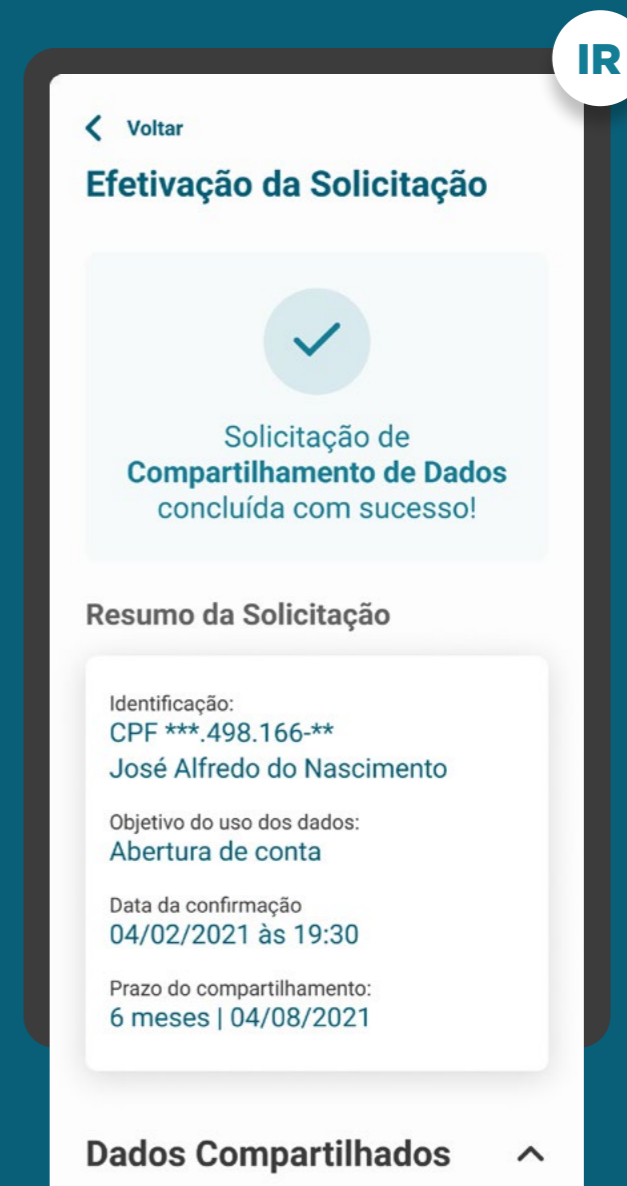 IR
Voltar
Efetivação da Solicitação
Solicitação de
Compartilhamento de Dados
concluída com sucesso!
Resumo da Solicitação
Identificação:
CPF ***.498.166-**
José Alfredo do Nascimento
Objetivo do uso dos dados:
Abertura de conta
Data da confirmação
04/02/2021 às 19:30
Prazo do compartilhamento:
6 meses | 04/08/2021
Dados Compartilhados